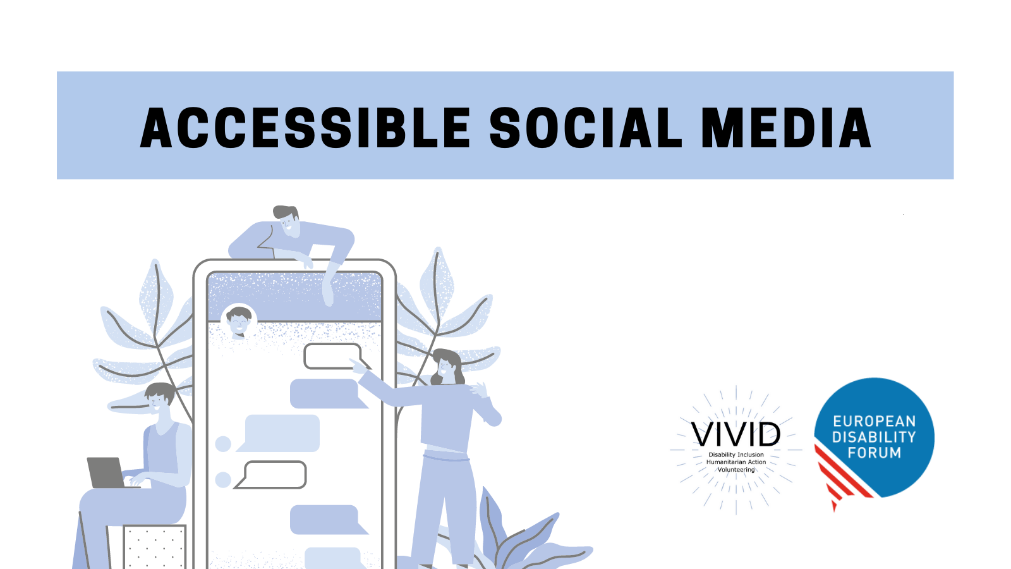 ACCESSIBLE SOCIAL MEDIA
VIVID
Disability Inclusion
Humanitarian Action
Volunteering
EUROPEAN
DISABILITY
FORUM